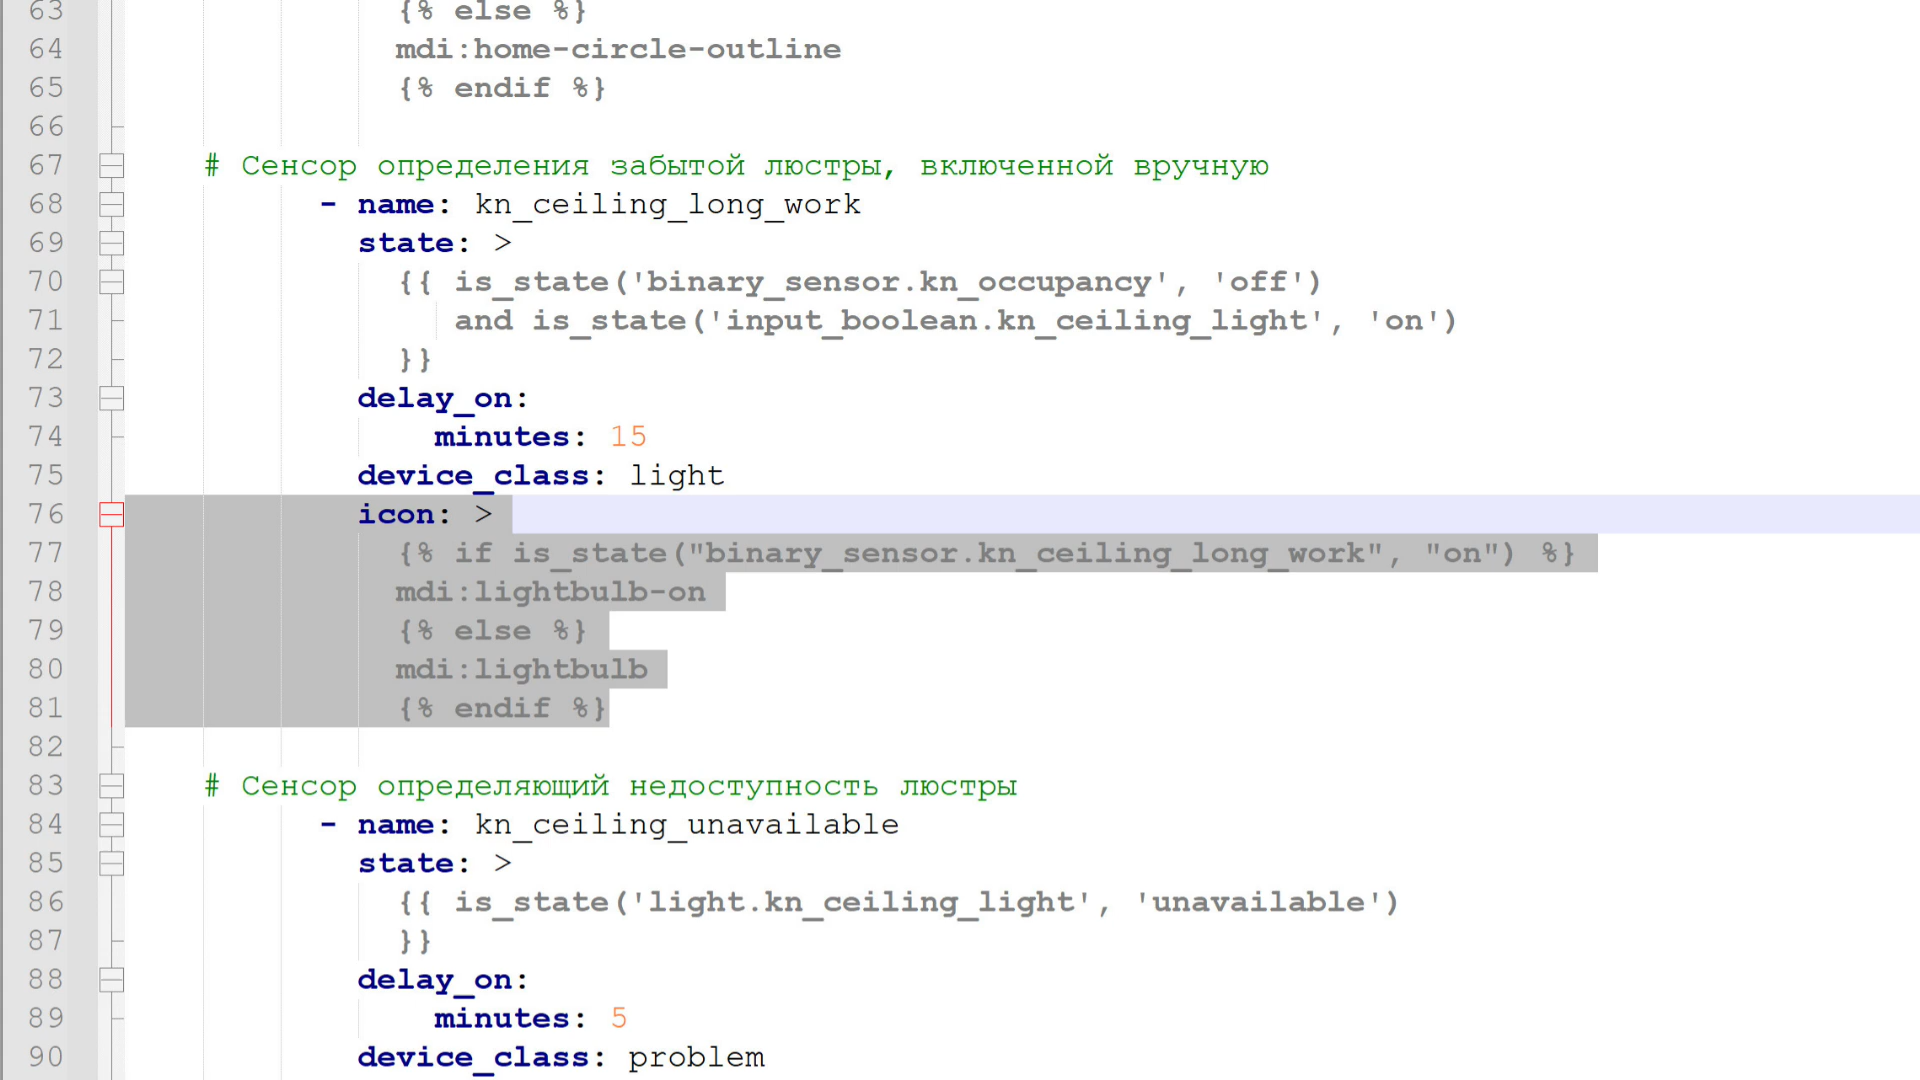 63 {% else %}
64 mdi:home-circle-outline
65 {% endif %}
66
67 # Сенсор определения забытой люстры, включенной вручную
68 - name: kn_ceiling_long_work
69 state: >
70 {{ is_state('binary_sensor.kn_occupancy', 'off')
71 and is_state('input_boolean.kn_ceiling_light', 'on')
72 }}
73 delay_on:
74 minutes: 15
75 device_class: light
76 icon: >
77 {% if is_state("binary_sensor.kn_ceiling_long_work", "on") %}
78 mdi:lightbulb-on
79 {% else %}
80 mdi:lightbulb
81 {% endif %}
82
83 # Сенсор определяющий недоступность люстры
84 - name: kn_ceiling_unavailable
85 state: >
86 {{ is_state('light.kn_ceiling_light', 'unavailable')
87 }}
88 delay_on:
89 minutes: 5
90 device_class: problem